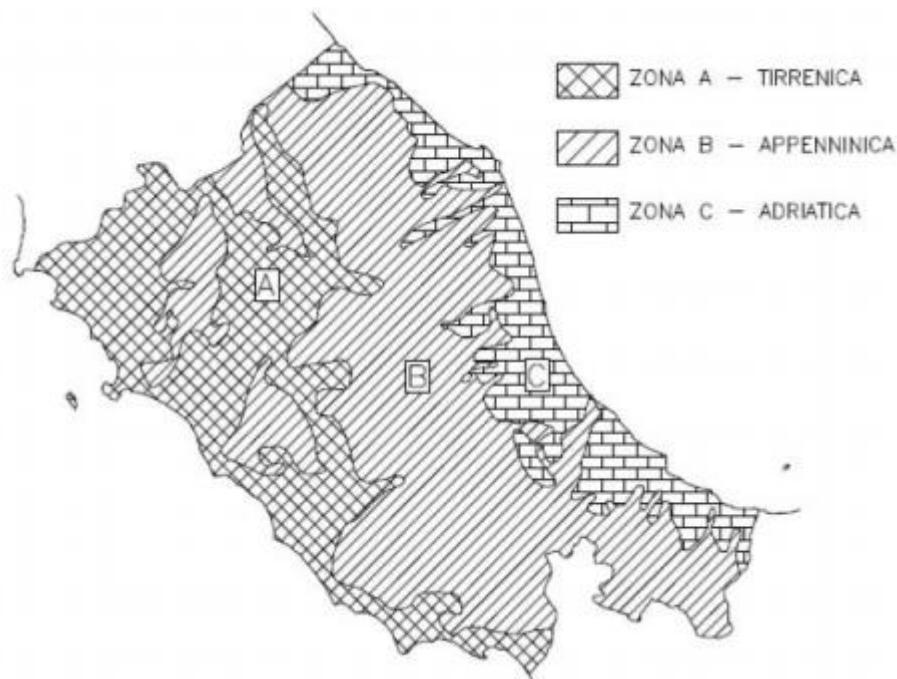 ZONA A – TIRRENICA
ZONA B – APPENNINICA
ZONA C – ADRIATICA
A
B
C